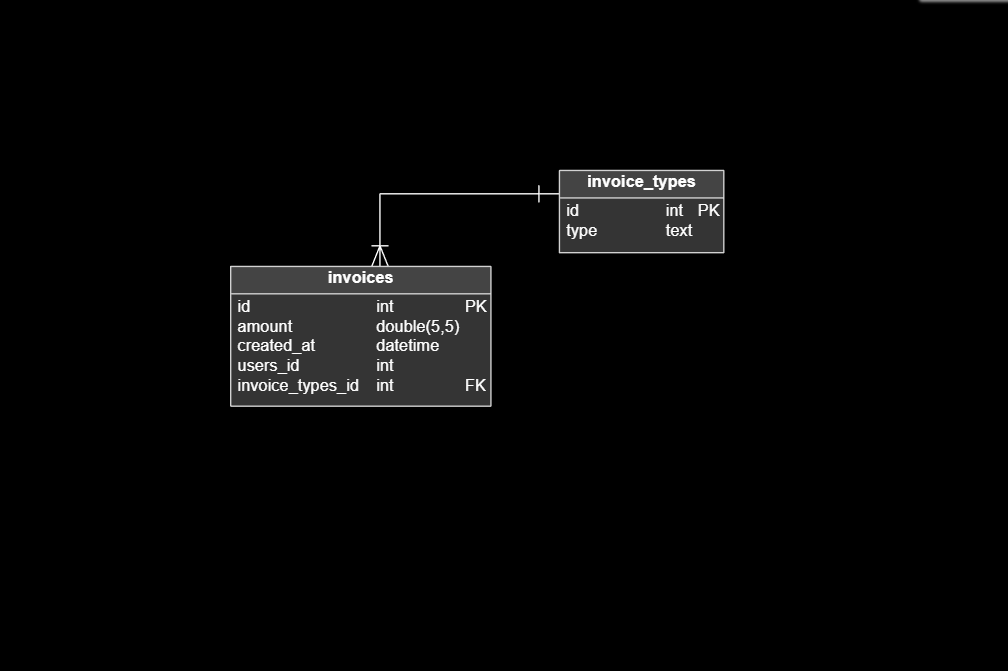 invoice_types
id int PK
type text
invoices
id int PK
amount double(5,5)
created_at datetime
users_id int
invoice_types_id int FK